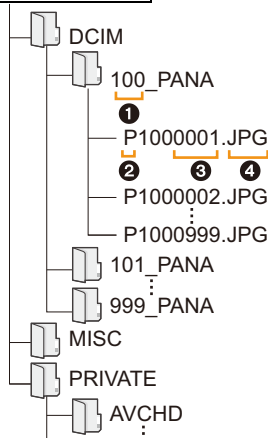 DCIM
100_PANA
❶
P1000001.JPG
❷ ❸ ❹
P1000002.JPG
P1000999.JPG
101_PANA
999_PANA
MISC
PRIVATE
AVCHD